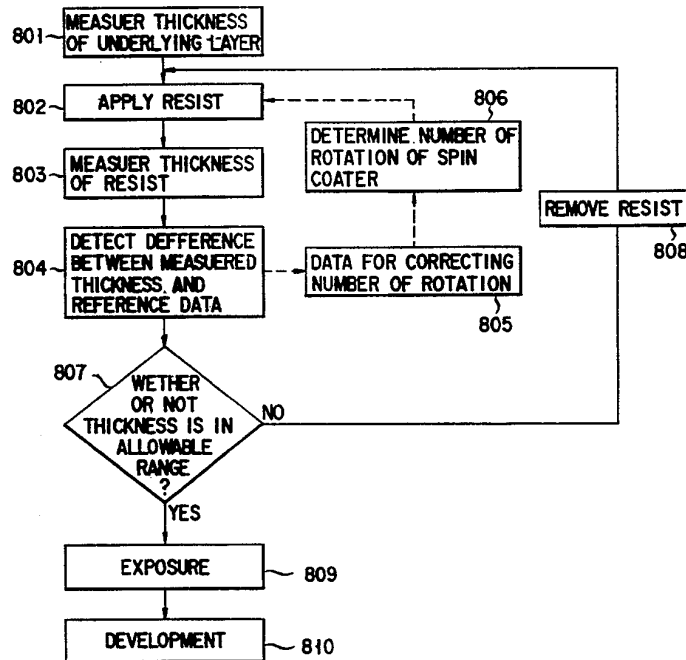 801
MEASUER THICKNESS
OF UNDERLYING LAYER
802
APPLY RESIST
806
DETERMINE NUMBER OF
ROTATION OF SPIN
COATER
803
MEASUER THICKNESS
OF RESIST
REMOVE RESIST
808
804
DETECT DEFFERENCE
BETWEEN MEASUERED
THICKNESS AND
REFERENCE DATA
DATA FOR CORRECTING
NUMBER OF ROTATION
805
807
WETHER
OR NOT
THICKNESS IS IN
ALLOWABLE
RANGE
?
NO
YES
EXPOSURE
809
DEVELOPMENT
810